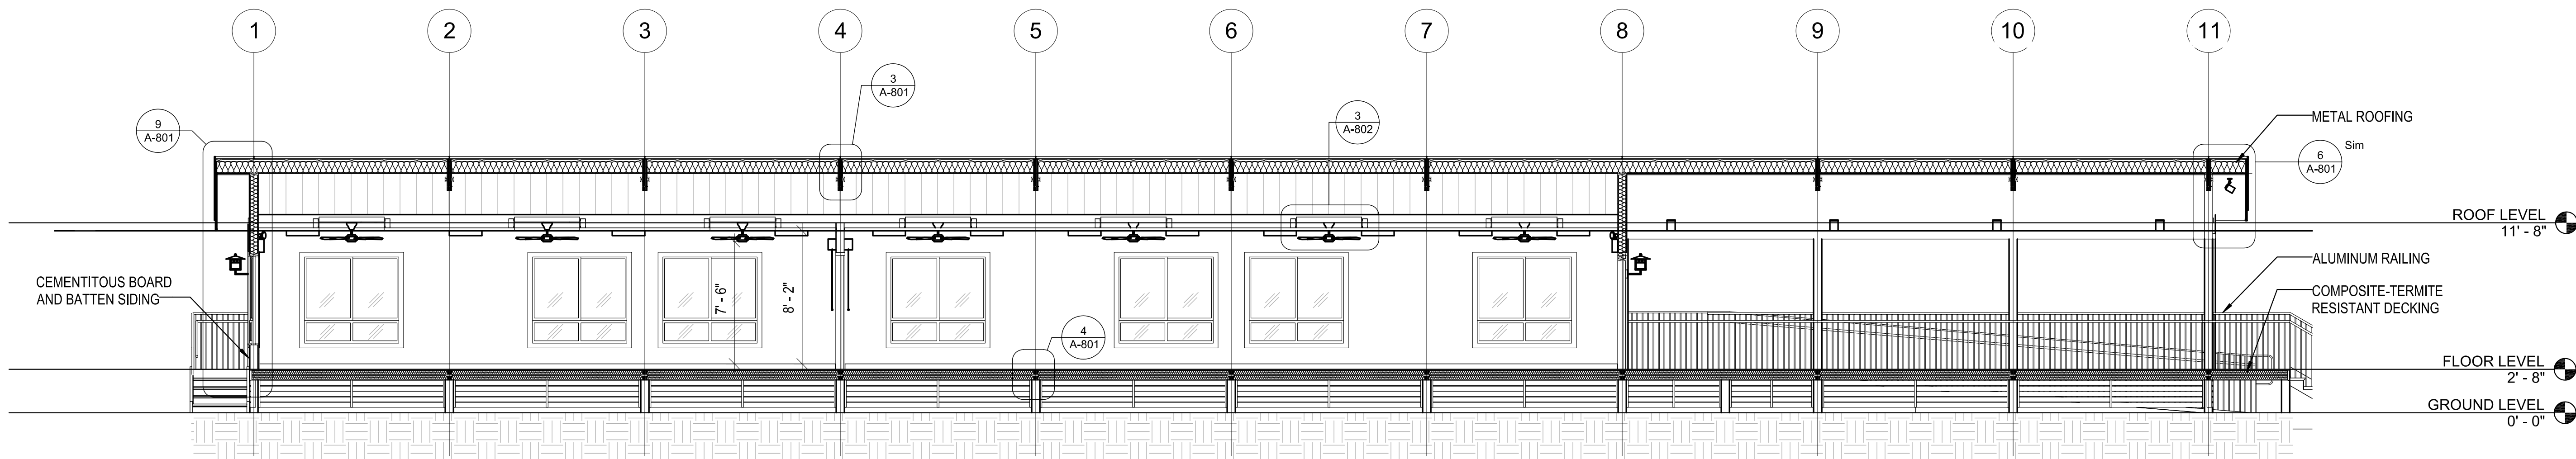 1
2
3
4
5
6
7
8
9
10
11
3
A-801
9
A-801
3
A-802
METAL ROOFING
6
A-801
Sim
ROOF LEVEL
11' - 8"
CEMENTITOUS BOARD
AND BATTEN SIDING
7' - 6"
8' - 2"
4
A-801
ALUMINUM RAILING
COMPOSITE-TERMITE
RESISTANT DECKING
FLOOR LEVEL
2' - 8"
GROUND LEVEL
0' - 0"